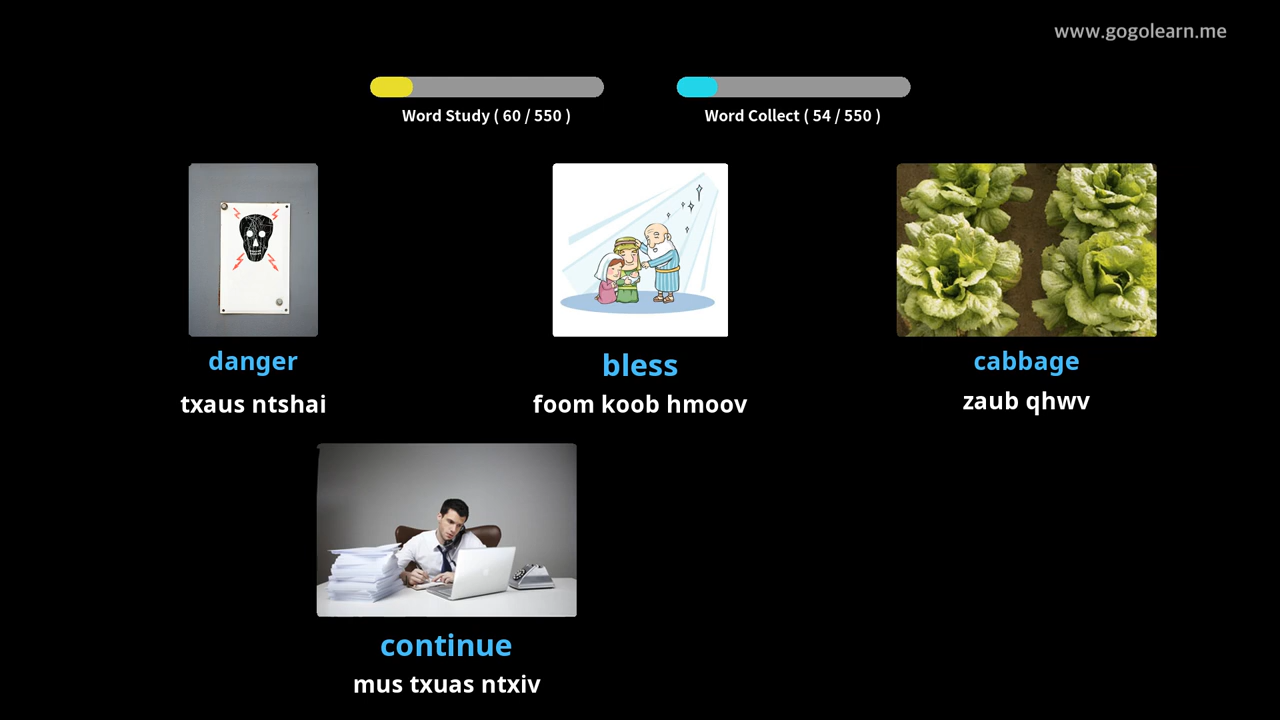 www.gogolearn.me
Word Study ( 60 / 550 )
Word Collect ( 54 / 550 )
danger
txaus ntshai
bless
foom koob hmoov
cabbage
zaub qhwv
continue
mus txuas ntxiv